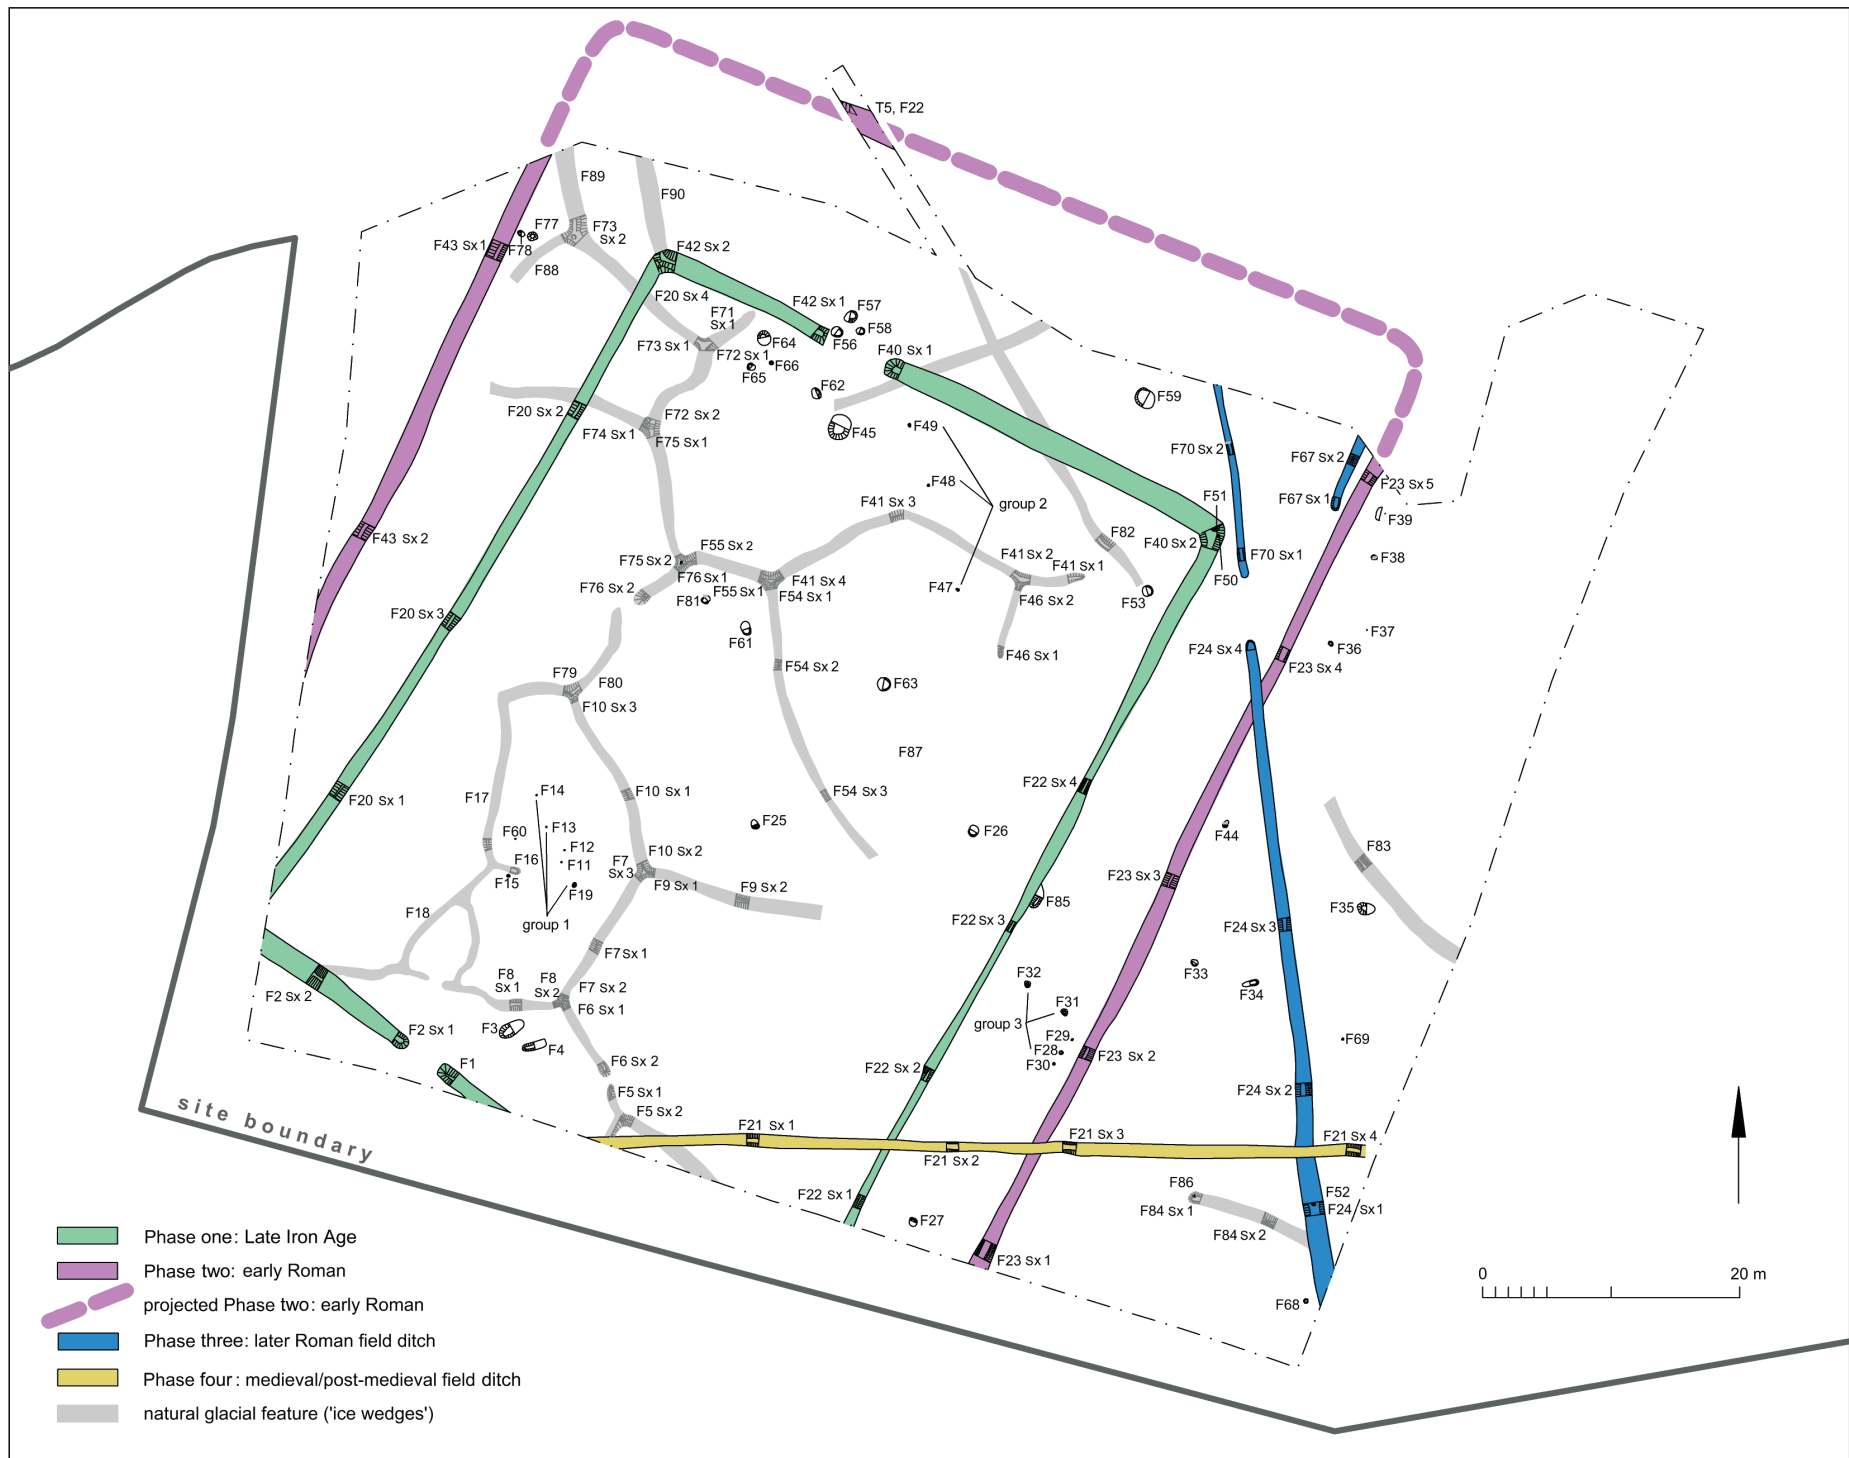 T5, F22
F89
F90
F77
F78
F73
Sx 2
F43 Sx 1
F88
F42 Sx 2
F20 Sx 4
F71
Sx 1
F42 Sx 1
F57
F58
F56
F64
F73 Sx 1
F72 Sx 1
F66
F65
F40 Sx 1
F62
F59
F20 Sx 2
F72 Sx 2
F74 Sx 1
F75 Sx 1
F45
F49
F70 Sx 2
F67 Sx 2
F48
F67 Sx 1
F23 Sx 5
F51
group 2
F41 Sx 3
F39
F43 Sx 2
F82
F40 Sx 2
F75 Sx 2
F55 Sx 2
F41 Sx 2
F41 Sx 1
F70 Sx 1
F38
F76 Sx 1
F41 Sx 4
F50
F76 Sx 2
F55 Sx 1
F54 Sx 1
F81
F47
F46 Sx 2
F53
F20 Sx 3
F61
F37
F24 Sx 4
F36
F46 Sx 1
F54 Sx 2
F23 Sx 4
F79
F80
F63
F10 Sx 3
F87
F22 Sx 4
F14
F10 Sx 1
F54 Sx 3
F20 Sx 1
F17
F25
F26
F60
F13
F44
F12
F10 Sx 2
F83
F16
F11
F7
Sx 3
F15
F19
F9 Sx 1
F9 Sx 2
F23 Sx 3
F85
F35
F18
group 1
F22 Sx 3
F24 Sx 3
F7 Sx 1
F33
F8
Sx 1
F8
Sx 2
F7 Sx 2
F32
F34
F2 Sx 2
F6 Sx 1
F31
group 3
F3
F2 Sx 1
F29
F69
F4
F28
F23 Sx 2
F1
F6 Sx 2
F30
F22 Sx 2
F5 Sx 1
F24 Sx 2
F5 Sx 2
site boundary
F21 Sx 1
F21 Sx 3
F21 Sx 4
F21 Sx 2
F86
F22 Sx 1
F52
F84 Sx 1
F24 Sx 1
F27
F84 Sx 2
F23 Sx 1
F68
0
20 m
Phase one: Late Iron Age
Phase two: early Roman
projected Phase two: early Roman
Phase three: later Roman field ditch
Phase four: medieval/post-medieval field ditch
natural glacial feature ('ice wedges')